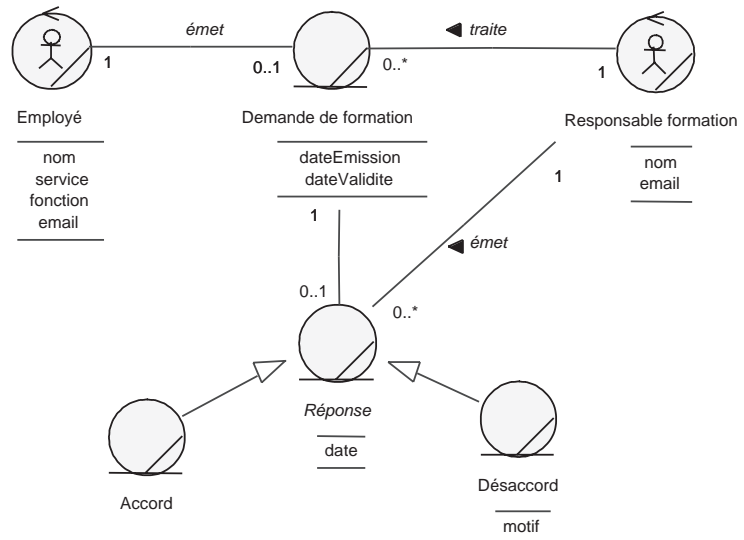 émet
traite
1
0..1
0..*
1
Employé
Demande de formation
Responsable formation
nom
service
fonction
email
dateEmission
dateValidite
nom
email
1
1
émet
0..1
0..*
Réponse
date
Accord
Désaccord
motif